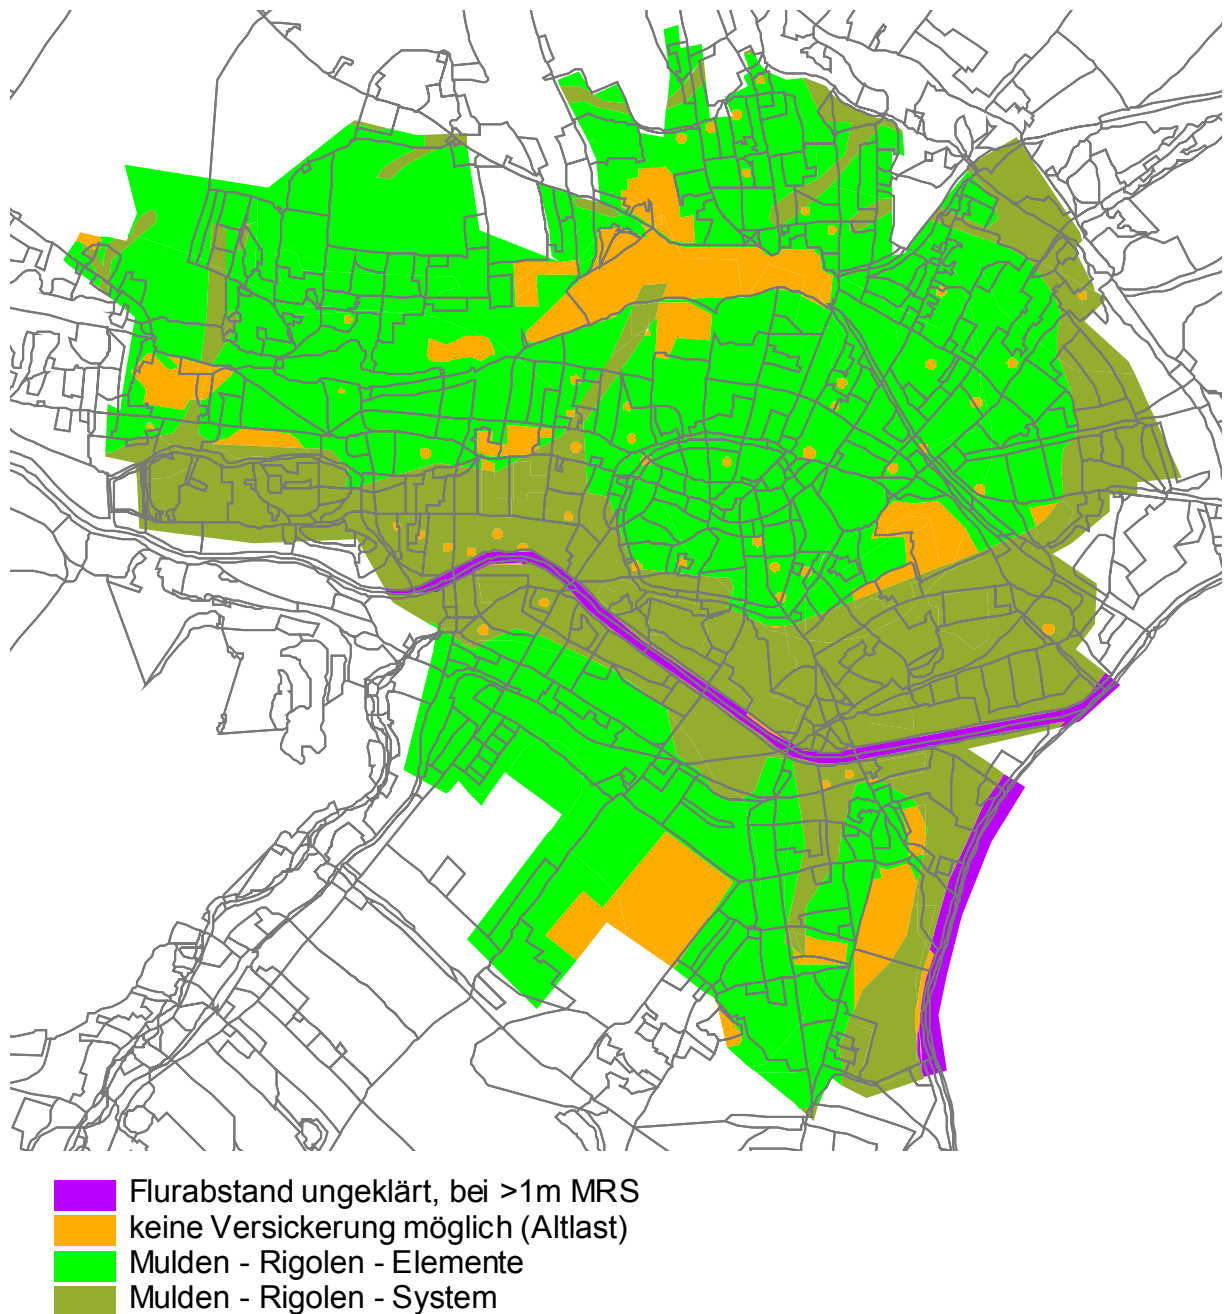 Flurabstand ungeklärt, bei >1m MRS
keine Versickerung möglich (Altlast)
Mulden - Rigolen - Elemente
Mulden - Rigolen - System